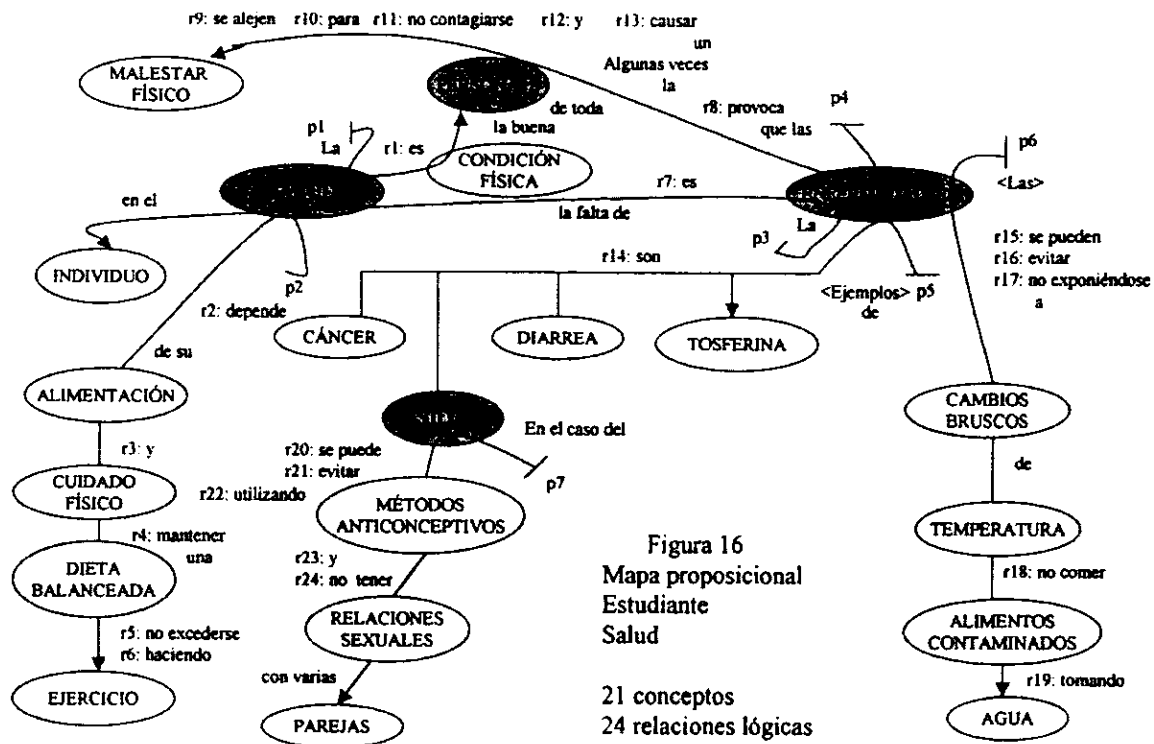 r9: se alejen r10: para r11: no contagiarse r12: y r13: causar
un
Algunas veces
la
MALESTAR
FÍSICO
r8: provoca
que las
p4
de toda
la buena
p1
La
r1: es
CONDICIÓN
FÍSICA
p6
<Las>
r7: es
la falta de
en el
INDIVIDUO
p2
p3
La
r14: son
<Ejemplos>
de
p5
r15: se pueden
r16: evitar
r17: no exponiéndose
a
r2: depende
de su
CÁNCER
DIARREA
TOSFERINA
ALIMENTACIÓN
CAMBIOS
BRUSCOS
SIDA
En el caso del
p7
r3: y
r20: se puede
r21: evitar
r22: utilizando
de
CUIDADO
FÍSICO
MÉTODOS
ANTICONCEPTIVOS
TEMPERATURA
r4: mantener
una
r18: no comer
DIETA
BALANCEADA
r23: y
r24: no tener
ALIMENTOS
CONTAMINADOS
RELACIONES
SEXUALES
r5: no excederse
r6: haciendo
con varias
r19: tomando
EJERCICIO
PAREJAS
AGUA
Figura 16
Mapa proposicional
Estudiante
Salud
21 conceptos
24 relaciones lógicas